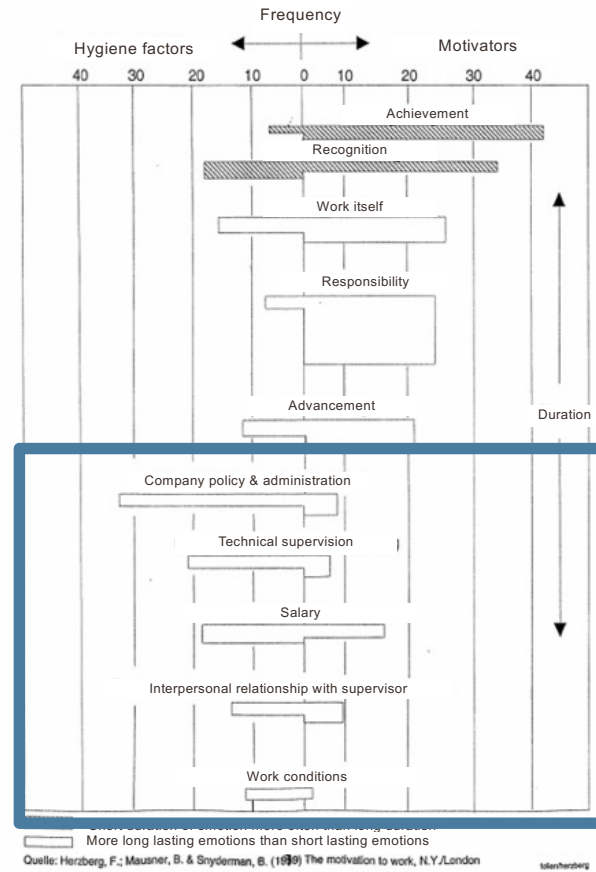 Frequency
Hygiene factors Motivators
40 30 20 10 0 10 20 40
Achievement
Recognition
Work itself
Responsibility
Advancement
Duration
Company policy & administration
Technical supervision
Salary
Interpersonal relationship with supervisor
Work conditions
More long lasting emotions than short lasting emotions
Quelle: Herzberg, F.; Mausner, B. & Snyderman, B. The motivation to work, N.Y./London